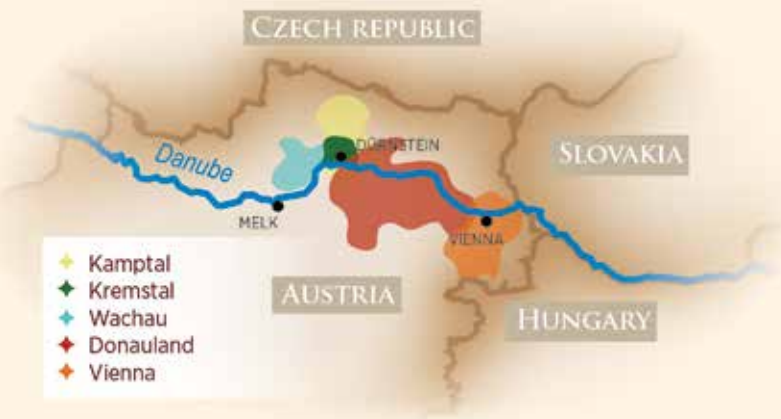 CZECH REPUBLIC
DÜRNSTEIN
SLOVAKIA
Danube
MELK
VIENNA
AUSTRIA
HUNGARY
Kamptal
Kremstal
Wachau
Donauland
Vienna